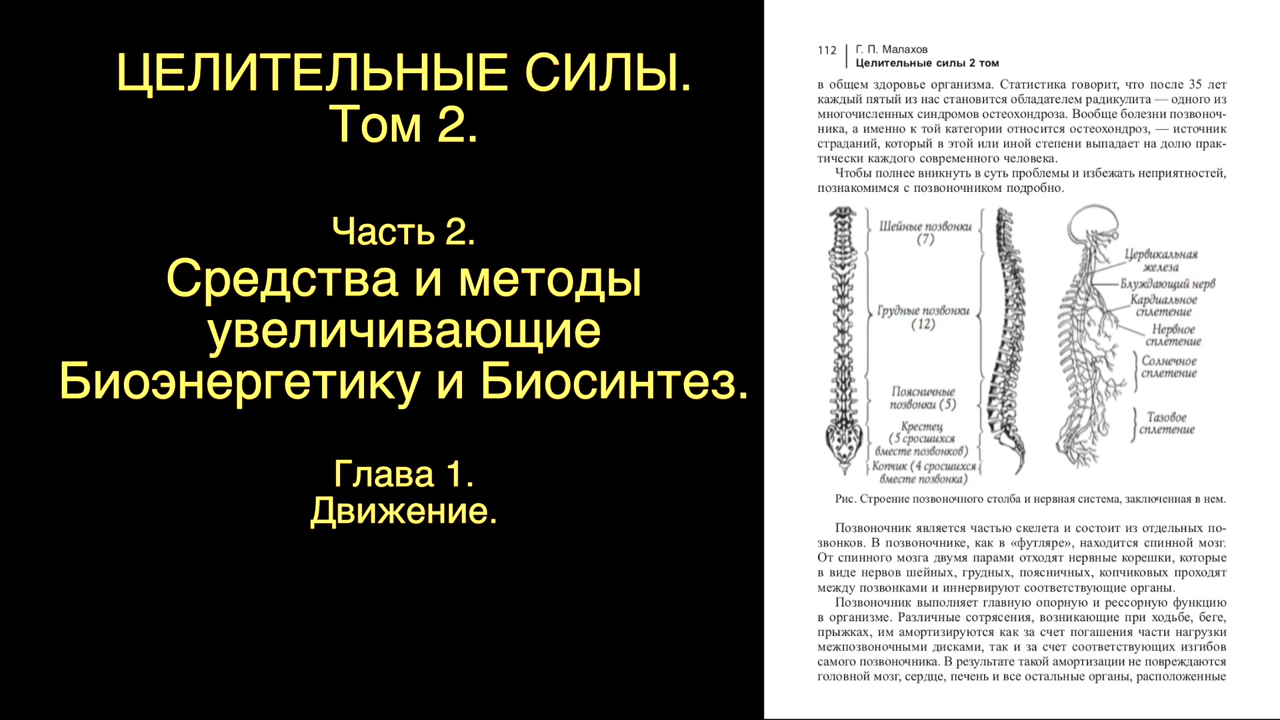 ЦЕЛИТЕЛЬНЫЕ СИЛЫ.
Том 2.
Часть 2.
Средства и методы
увеличивающие
Биоэнергетику и Биосинтез.
Глава 1.
Движение.
112
Г. П. Малахов
Целительные силы 2 том
в общем здоровье организма. Статистика говорит, что после 35 лет
каждый пятый из нас становится обладателем радикулита — одного из
многочисленных синдромов остеохондроза. Вообще болезни позвоноч-
ника, а именно к той категории относится остеохондроз, — источник
страданий, который в этой или иной степени выпадает на долю прак-
тически каждого современного человека.
Чтобы полнее вникнуть в суть проблемы и избежать неприятностей,
познакомимся с позвоночником подробно.
Шейные позвонки
(7)
Грудные позвонки
(12)
Поясничные
позвонки (5)
Крестец
(5 сросшихся
вместе позвонков)
Копчик (4 сросшихся
вместе позвонка)
Цервикальная
железа
Блуждающий нерв
Кардиальное
сплетение
Нервное
сплетение
Солнечное
сплетение
Тазовое
сплетение
Рис. Строение позвоночного столба и нервная система, заключенная в нем.
Позвоночник является частью скелета и состоит из отдельных по-
звонков. В позвоночнике, как в «футляре», находится спинной мозг.
От спинного мозга двумя парами отходят нервные корешки, которые
в виде нервов шейных, грудных, поясничных, копчиковых проходят
между позвонками и иннервируют соответствующие органы.
Позвоночник выполняет главную опорную и рессорную функцию
в организме. Различные сотрясения, возникающие при ходьбе, беге,
прыжках, им амортизируются как за счет погашения части нагрузки
межпозвоночными дисками, так и за счет соответствующих изгибов
самого позвоночника. В результате такой амортизации не повреждаются
головной мозг, сердце, печень и все остальные органы, расположенные